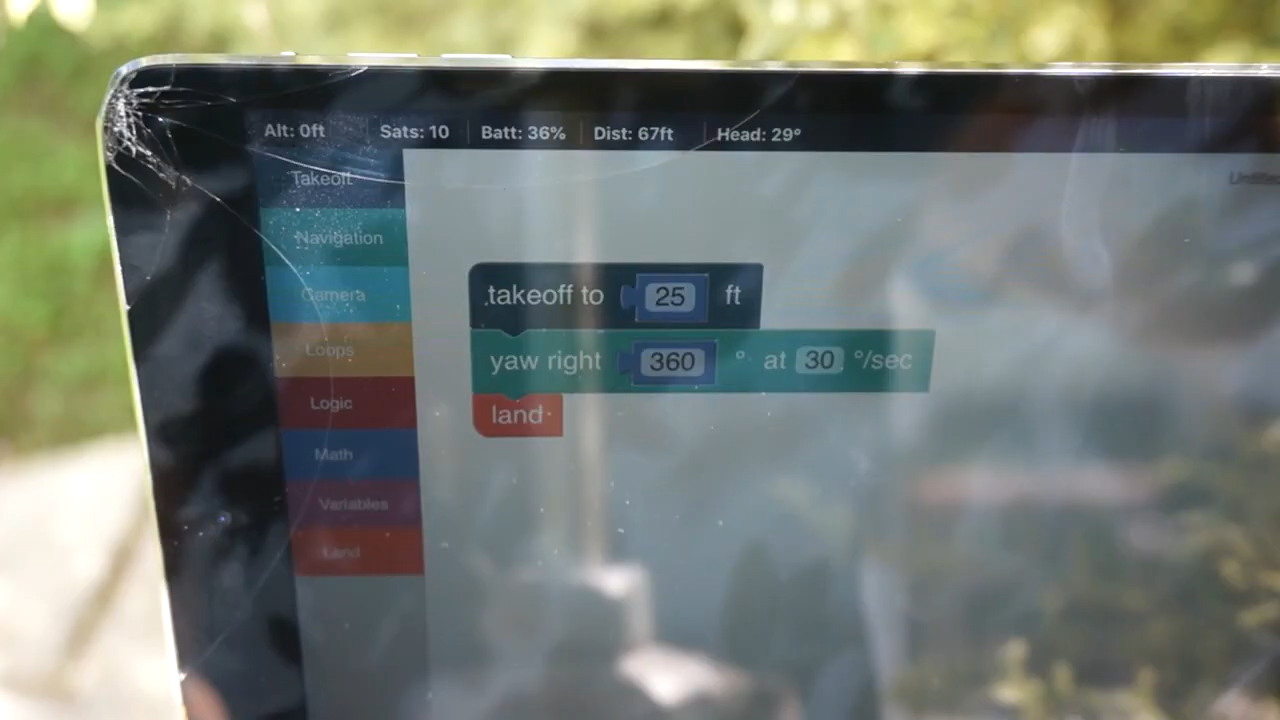 Alt: 0ft Sats: 10 Batt: 36% Dist: 67ft Head: 29°
Takeoff
Navigation
Camera
Loops
Logic
Math
Variables
Land
takeoff to 25 ft
yaw right 360 ° at 30 °/sec
land